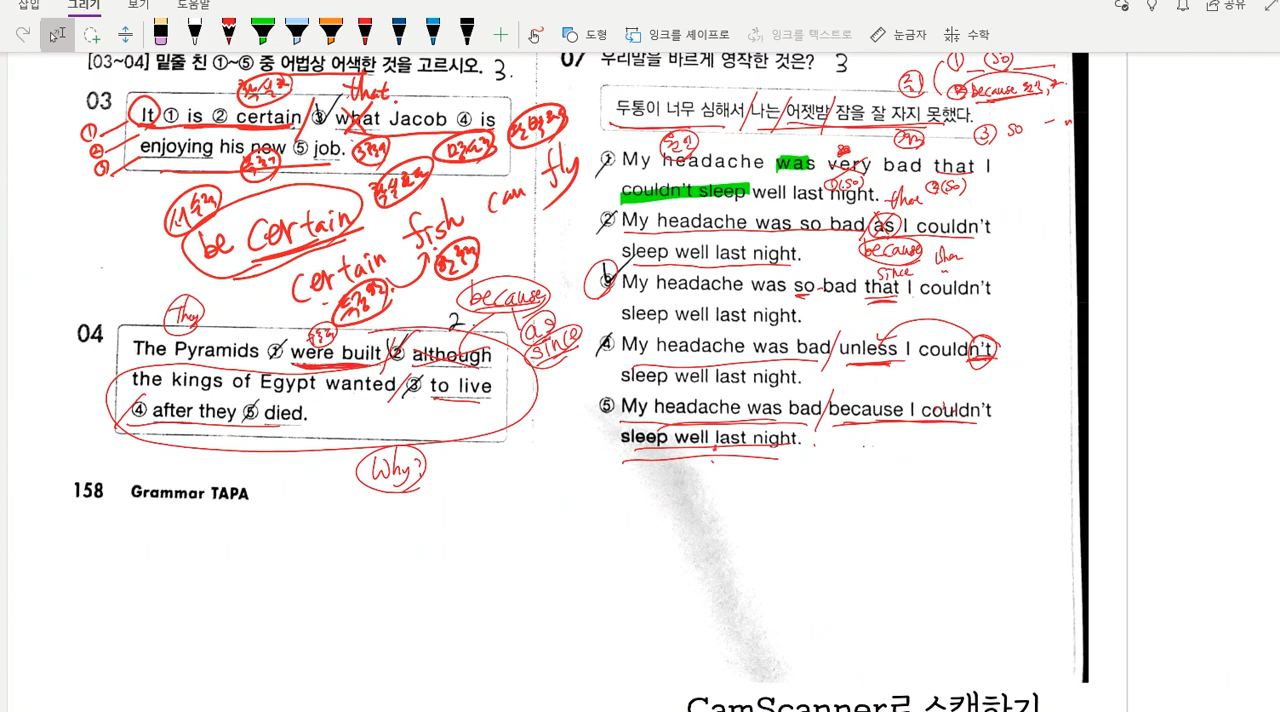 삽입 그리기 보기 도움말 공유
도형 잉크를 셰이프로 잉크를 텍스트로 눈금자 수학
[03~04] 밑줄 친 ①~⑤ 중 어법상 어색한 것을 고르시오. 3.
03
that.
It ① is ② certain ③ what Jacob ④ is
enjoying his new ⑤ job.
① ② ③
be certain
fish can fly
certain
They
because
2.
as
since
04
The Pyramids ① were built ② although
the kings of Egypt wanted ③ to live
④ after they ⑤ died.
Why?
158 Grammar TAPA
07 우리말을 바르게 영작한 것은? 3
① so
② because
③ so
두통이 너무 심해서 나는 어젯밤 잠을 잘 자지 못했다.
원인
① My headache was very bad that I
couldn't sleep well last night.
② My headache was so bad as I couldn't
sleep well last night.
because
since
③ My headache was so bad that I couldn't
sleep well last night.
④ My headache was bad unless I couldn't
sleep well last night.
⑤ My headache was bad because I couldn't
sleep well last night.
CamScanner로 스캔하기